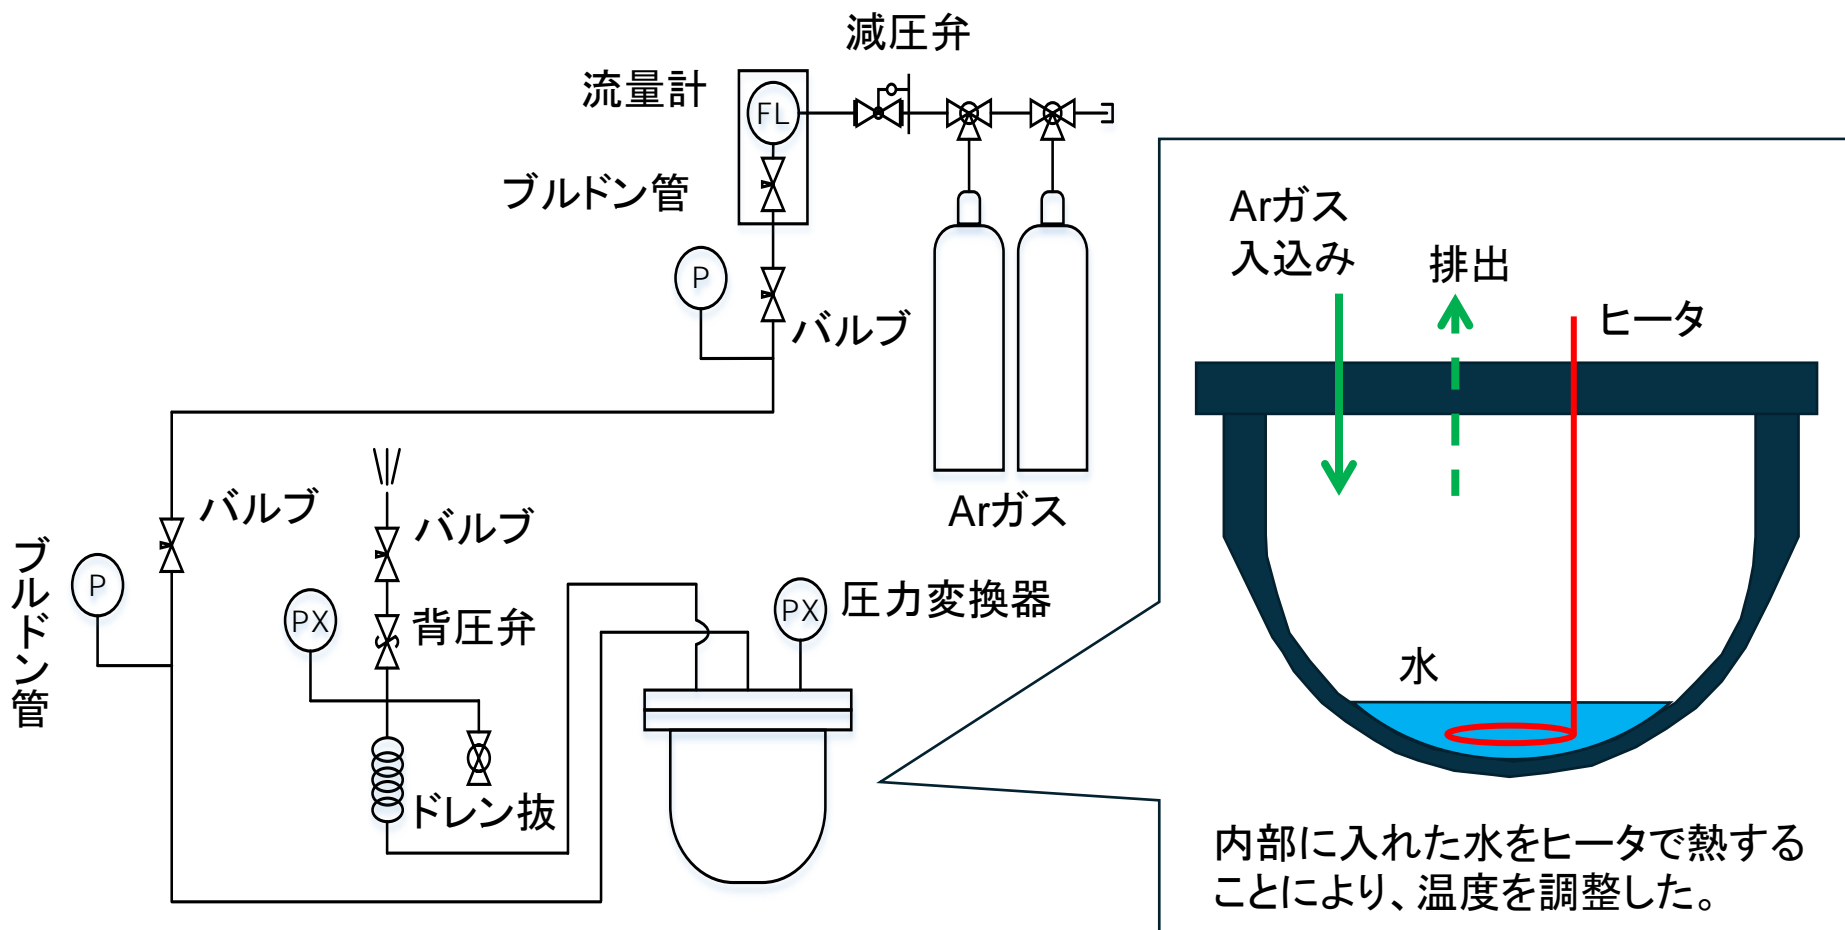 減圧弁
流量計
FL
ブルドン管
P
バルブ
Arガス
バルブ
バルブ
ブルドン管
P
PX
背圧弁
PX
圧力変換器
ドレン抜
Arガス
入込み
排出
ヒータ
水
内部に入れた水をヒータで熱する
ことにより、温度を調整した。